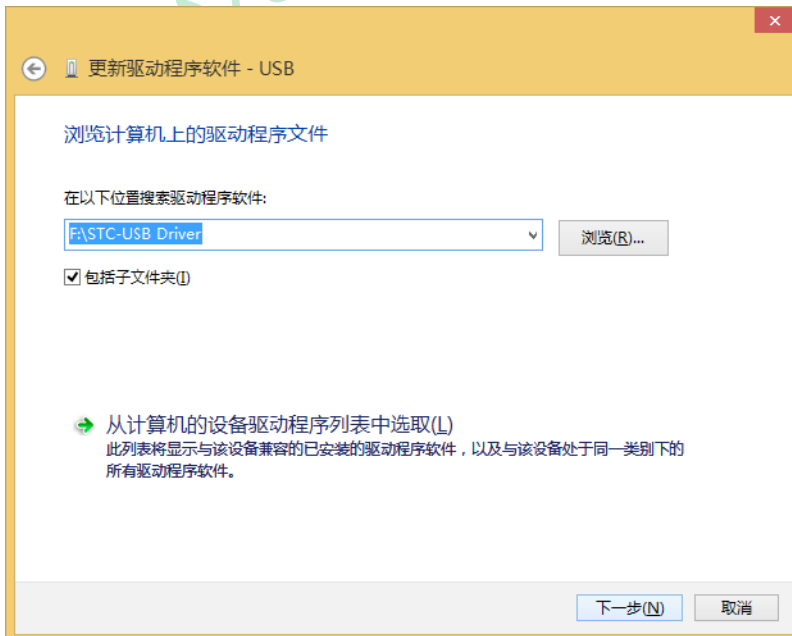 更新驱动程序软件 - USB
浏览计算机上的驱动程序文件
在以下位置搜索驱动程序软件:
F:\STC-USB Driver
浏览(R)...
包括子文件夹(I)
从计算机的设备驱动程序列表中选取(L)
此列表将显示与该设备兼容的已安装的驱动程序软件，以及与该设备处于同一类别下的
所有驱动程序软件。
下一步(N)
取消